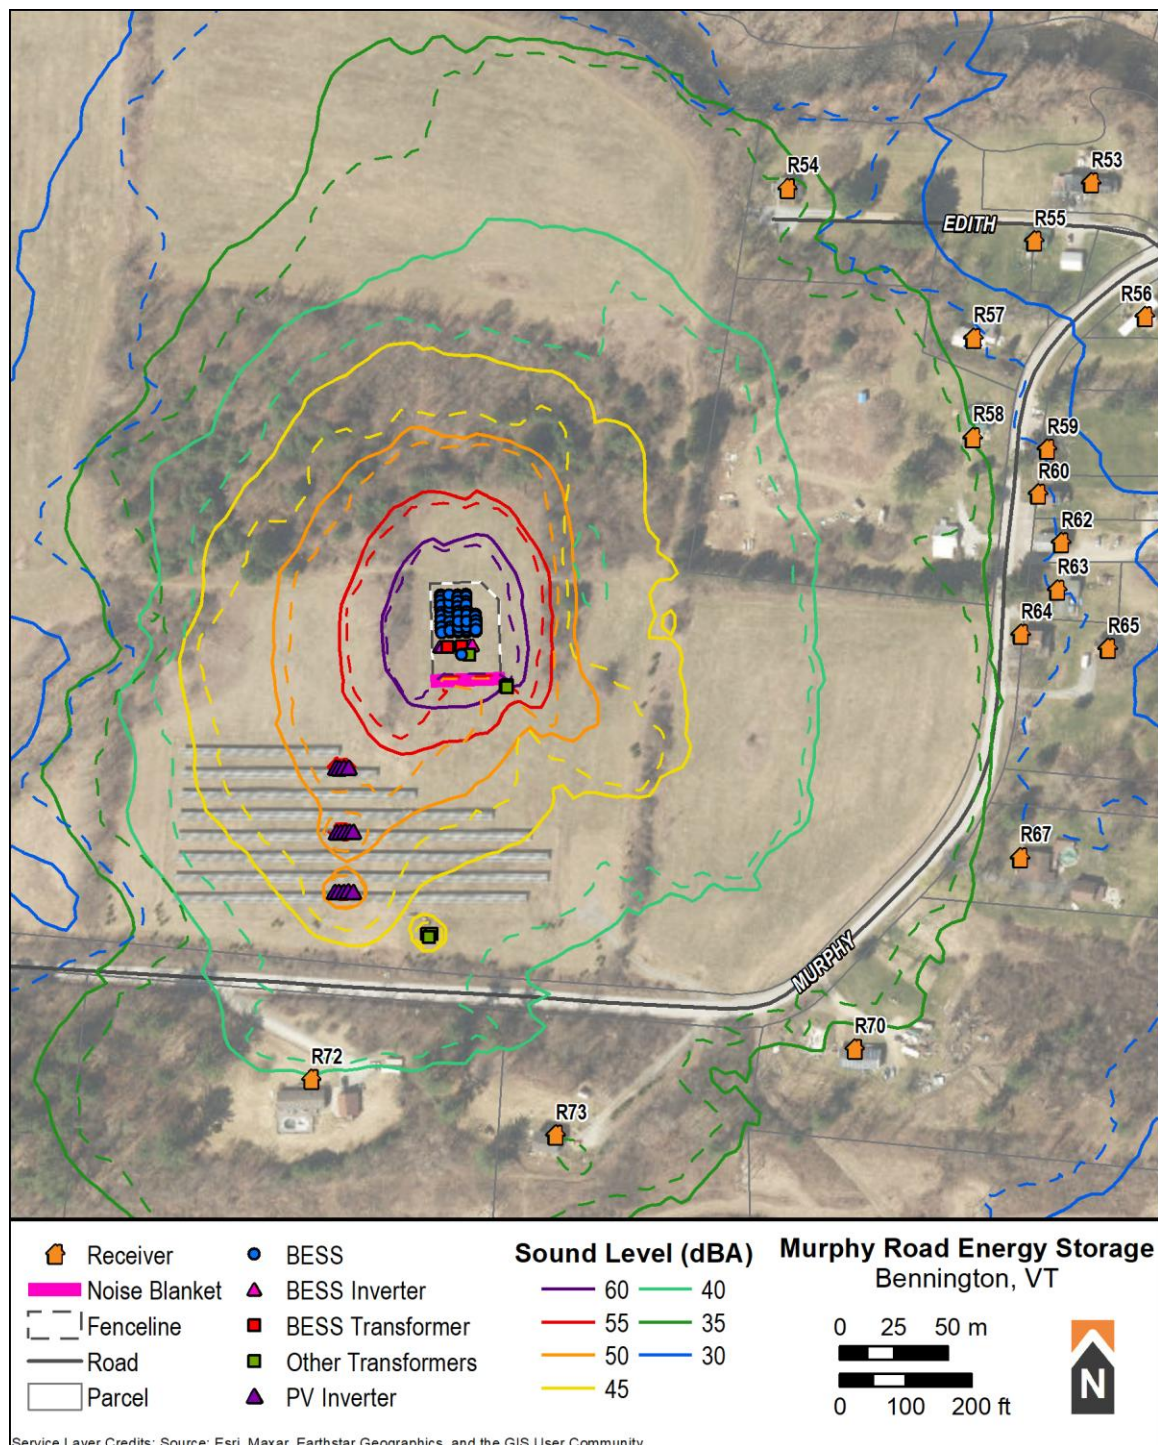 R54
R53
R55
EDITH
R56
R57
R58
R59
R60
R62
R63
R64
R65
R67
MURPHY
R70
R72
R73
Receiver
Noise Blanket
Fenceline
Road
Parcel
BESS
BESS Inverter
BESS Transformer
Other Transformers
PV Inverter
Sound Level (dBA)
60 40
55 35
50 30
45
Murphy Road Energy Storage
Bennington, VT
0 25 50 m
0 100 200 ft
N
Service Layer Credits: Source: Esri, Maxar, Earthstar Geographics, and the GIS User Community